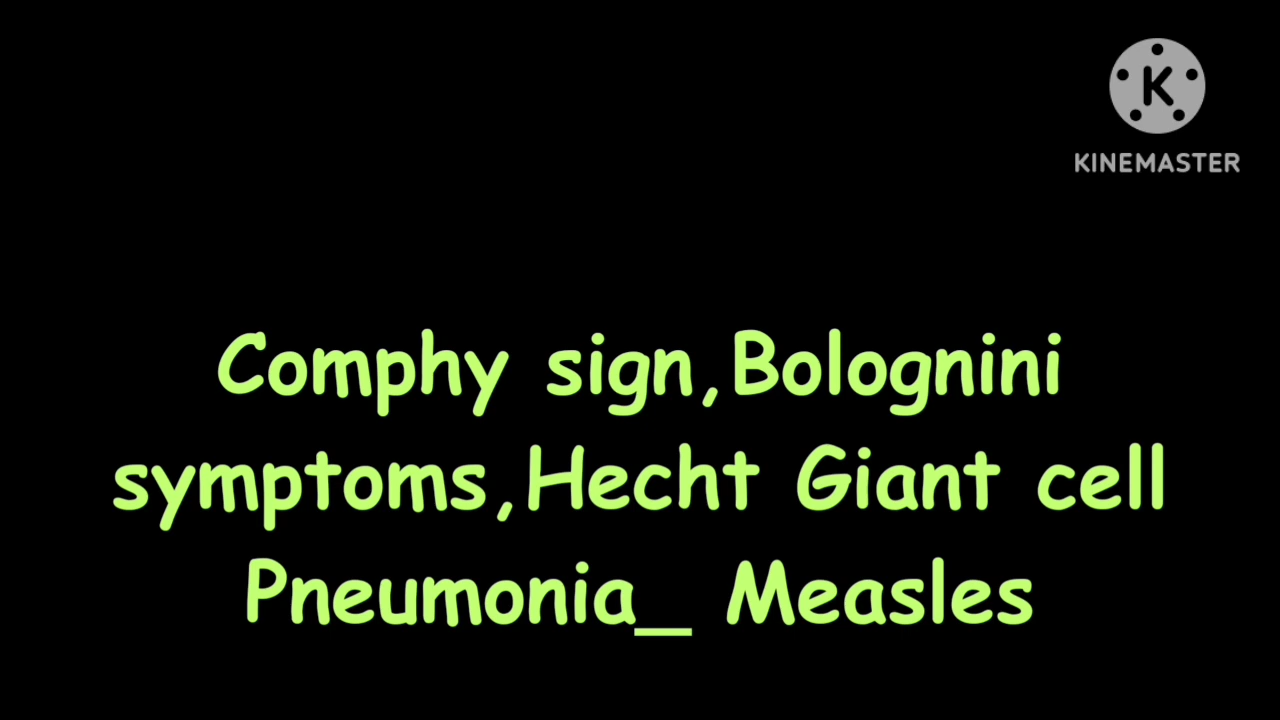 K
KINEMASTER
Comphy sign,Bolognini
symptoms,Hecht Giant cell
Pneumonia_ Measles